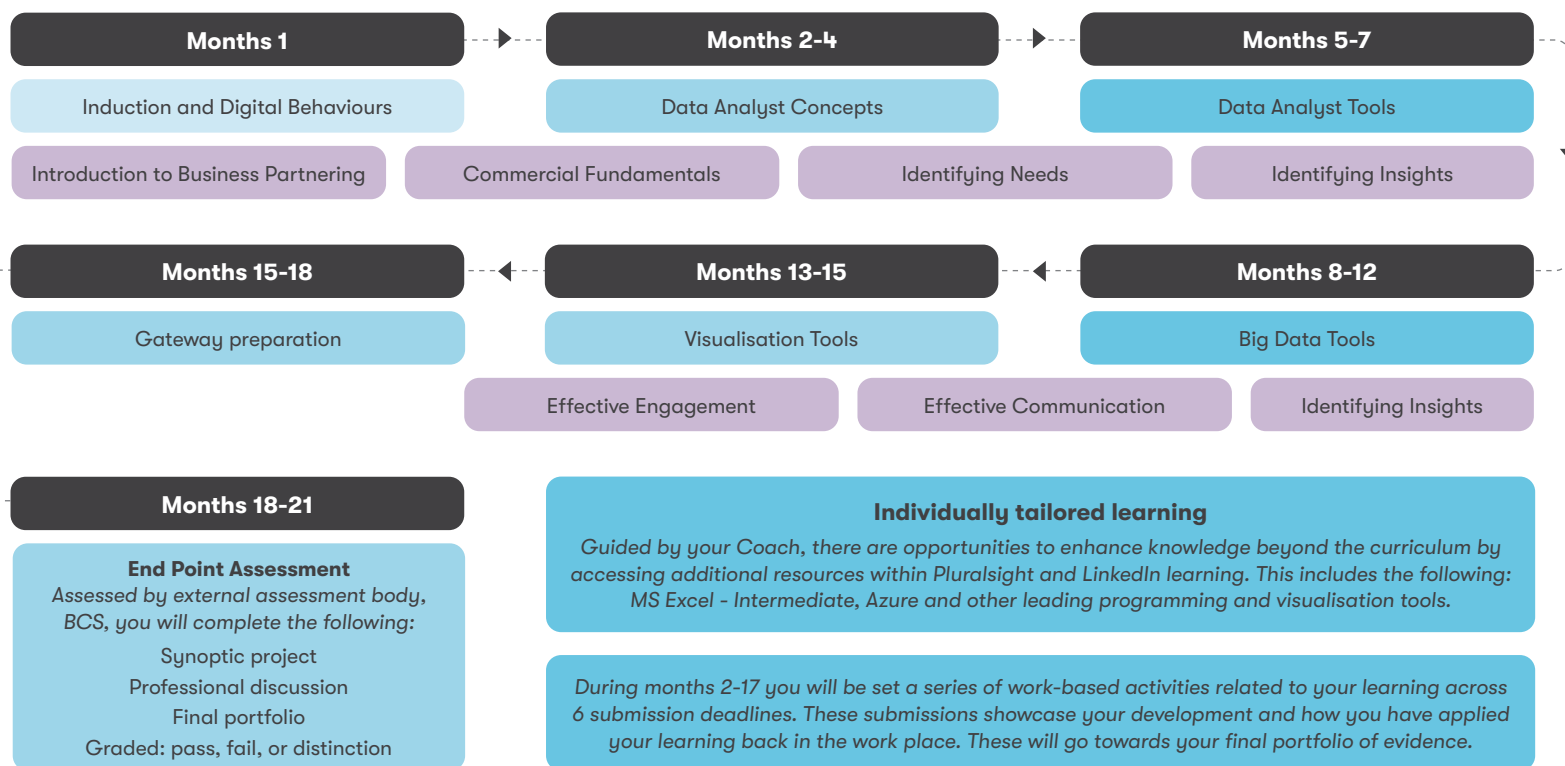 Months 1
Months 2-4
Months 5-7
Induction and Digital Behaviours
Data Analyst Concepts
Data Analyst Tools
Introduction to Business Partnering
Commercial Fundamentals
Identifying Needs
Identifying Insights
Months 15-18
Months 13-15
Months 8-12
Gateway preparation
Visualisation Tools
Big Data Tools
Effective Engagement
Effective Communication
Identifying Insights
Months 18-21
End Point Assessment
Assessed by external assessment body,
BCS, you will complete the following:
Synoptic project
Professional discussion
Final portfolio
Graded: pass, fail, or distinction
Individually tailored learning
Guided by your Coach, there are opportunities to enhance knowledge beyond the curriculum by
accessing additional resources within Pluralsight and LinkedIn learning. This includes the following:
MS Excel - Intermediate, Azure and other leading programming and visualisation tools.
During months 2-17 you will be set a series of work-based activities related to your learning across
6 submission deadlines. These submissions showcase your development and how you have applied
your learning back in the work place. These will go towards your final portfolio of evidence.